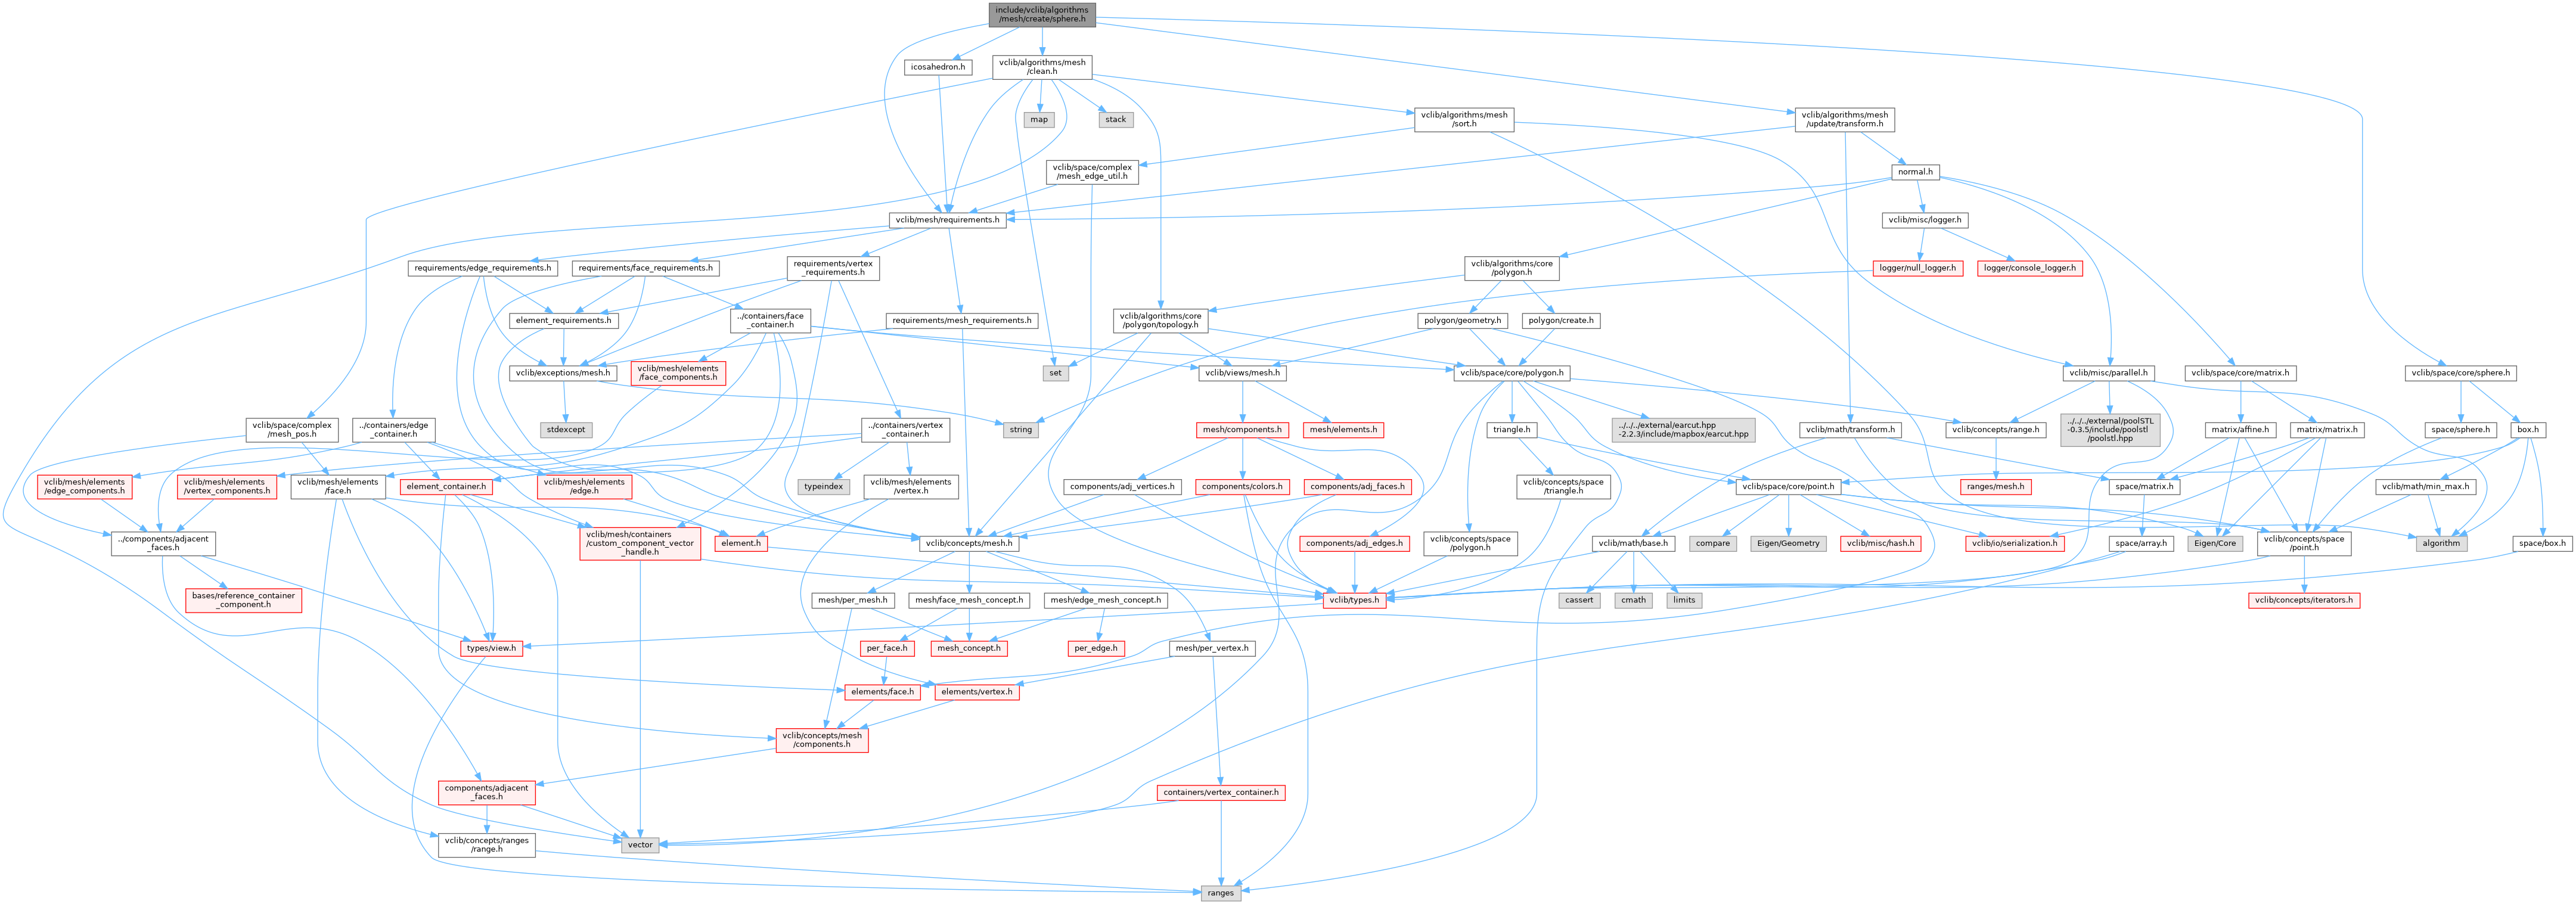 include/vclib/algorithms
/mesh/create/sphere.h
icosahedron.h
vclib/algorithms/mesh
/clean.h
map
stack
vclib/algorithms/mesh
/sort.h
vclib/algorithms/mesh
/update/transform.h
vclib/space/complex
/mesh_edge_util.h
normal.h
vclib/mesh/requirements.h
vclib/misc/logger.h
requirements/edge_requirements.h
requirements/face_requirements.h
requirements/vertex
_requirements.h
vclib/algorithms/core
/polygon.h
logger/null_logger.h
logger/console_logger.h
element_requirements.h
../containers/face
_container.h
requirements/mesh_requirements.h
vclib/algorithms/core
/polygon/topology.h
polygon/geometry.h
polygon/create.h
vclib/exceptions/mesh.h
vclib/mesh/elements
/face_components.h
set
vclib/views/mesh.h
vclib/space/core/polygon.h
vclib/misc/parallel.h
vclib/space/core/matrix.h
vclib/space/core/sphere.h
vclib/space/complex
/mesh_pos.h
../containers/edge
_container.h
stdexcept
../containers/vertex
_container.h
string
mesh/components.h
mesh/elements.h
triangle.h
../../../external/earcut.hpp
-2.2.3/include/mapbox/earcut.hpp
vclib/math/transform.h
vclib/concepts/range.h
../../../external/poolSTL
-0.3.5/include/poolstl
/poolstl.hpp
matrix/affine.h
matrix/matrix.h
space/sphere.h
box.h
vclib/mesh/elements
/edge_components.h
vclib/mesh/elements
/vertex_components.h
vclib/mesh/elements
/face.h
element_container.h
vclib/mesh/elements
/edge.h
typeindex
vclib/mesh/elements
/vertex.h
components/adj_vertices.h
components/colors.h
components/adj_faces.h
vclib/concepts/space
/triangle.h
vclib/space/core/point.h
ranges/mesh.h
space/matrix.h
vclib/math/min_max.h
../components/adjacent
_faces.h
vclib/mesh/containers
/custom_component_vector
_handle.h
element.h
vclib/concepts/mesh.h
components/adj_edges.h
vclib/concepts/space
/polygon.h
vclib/math/base.h
compare
Eigen/Geometry
vclib/misc/hash.h
vclib/io/serialization.h
space/array.h
Eigen/Core
vclib/concepts/space
/point.h
algorithm
space/box.h
bases/reference_container
_component.h
mesh/per_mesh.h
mesh/face_mesh_concept.h
mesh/edge_mesh_concept.h
vclib/types.h
cassert
cmath
limits
vclib/concepts/iterators.h
types/view.h
per_face.h
mesh_concept.h
per_edge.h
mesh/per_vertex.h
elements/face.h
elements/vertex.h
vclib/concepts/mesh
/components.h
components/adjacent
_faces.h
containers/vertex_container.h
vclib/concepts/ranges
/range.h
vector
ranges